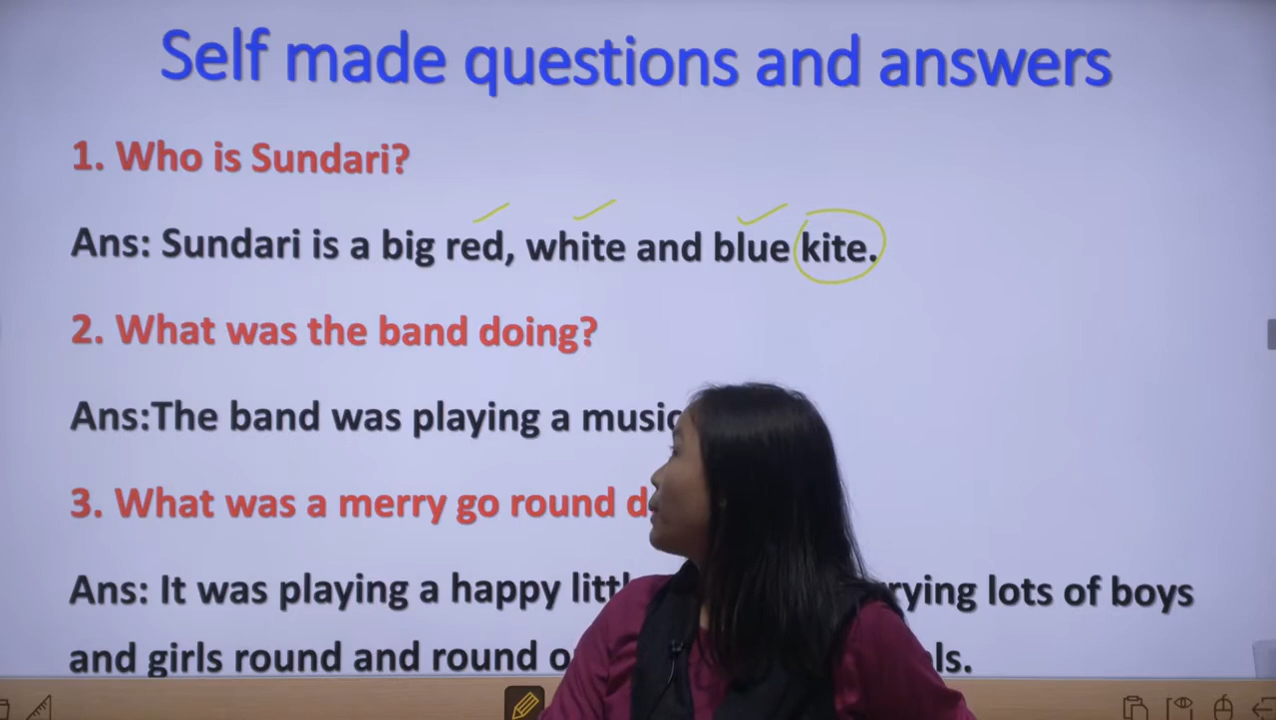 Self made questions and answers
1. Who is Sundari?
Ans: Sundari is a big red, white and blue kite.
2. What was the band doing?
Ans:The band was playing a music
3. What was a merry go round
Ans: It was playing a happy lots of boys
and girls round and round